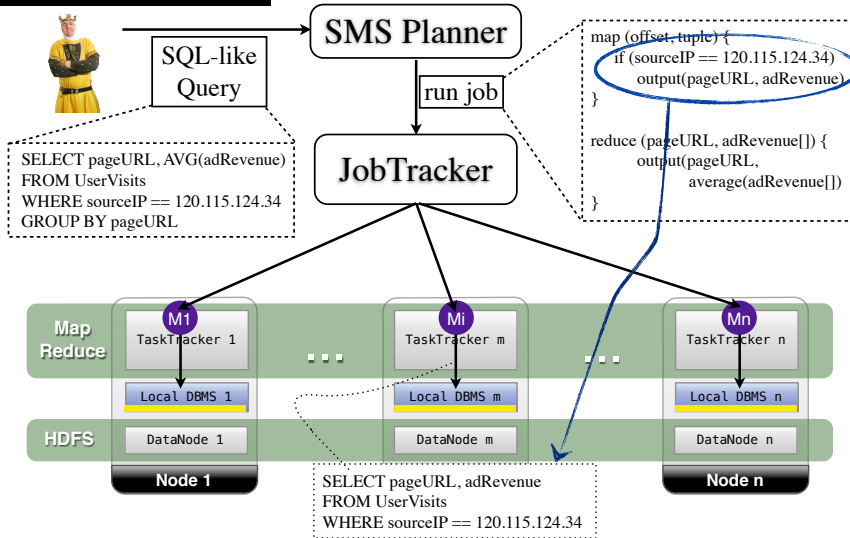 SMS Planner
SQL-like
Query
run job
map (offset, tuple) {
if (sourceIP == 120.115.124.34)
output(pageURL, adRevenue)
}
reduce (pageURL, adRevenue[]) {
output(pageURL,
average(adRevenue[])
}
SELECT pageURL, AVG(adRevenue)
FROM UserVisits
WHERE sourceIP == 120.115.124.34
GROUP BY pageURL
JobTracker
Map
Reduce
M1
Mi
Mn
TaskTracker 1
TaskTracker m
TaskTracker n
...
...
Local DBMS 1
Local DBMS m
Local DBMS n
HDFS
DataNode 1
DataNode m
DataNode n
Node 1
Node n
SELECT pageURL, adRevenue
FROM UserVisits
WHERE sourceIP == 120.115.124.34